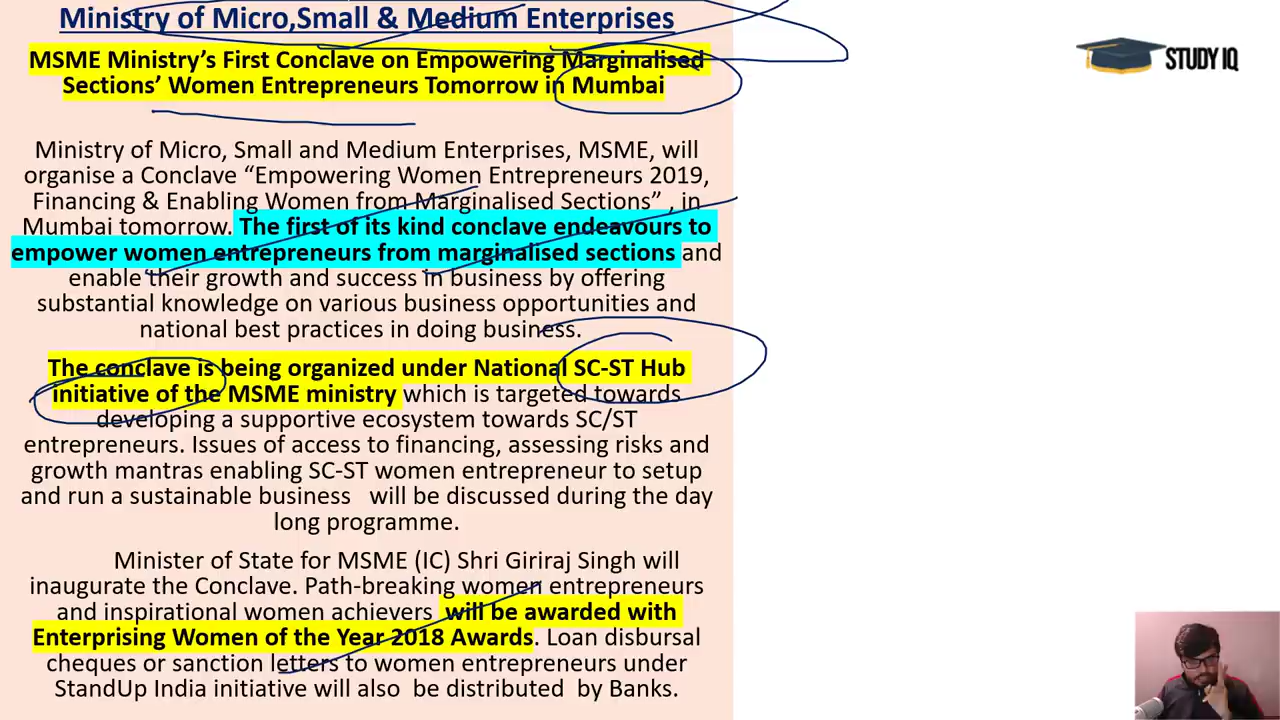 Ministry of Micro,Small & Medium Enterprises
MSME Ministry’s First Conclave on Empowering Marginalised
Sections’ Women Entrepreneurs Tomorrow in Mumbai
STUDY IQ
Ministry of Micro, Small and Medium Enterprises, MSME, will
organise a Conclave “Empowering Women Entrepreneurs 2019,
Financing & Enabling Women from Marginalised Sections” , in
Mumbai tomorrow. The first of its kind conclave endeavours to
empower women entrepreneurs from marginalised sections and
enable their growth and success in business by offering
substantial knowledge on various business opportunities and
national best practices in doing business.
The conclave is being organized under National SC-ST Hub
initiative of the MSME ministry which is targeted towards
developing a supportive ecosystem towards SC/ST
entrepreneurs. Issues of access to financing, assessing risks and
growth mantras enabling SC-ST women entrepreneur to setup
and run a sustainable business will be discussed during the day
long programme.
Minister of State for MSME (IC) Shri Giriraj Singh will
inaugurate the Conclave. Path-breaking women entrepreneurs
and inspirational women achievers will be awarded with
Enterprising Women of the Year 2018 Awards. Loan disbursal
cheques or sanction letters to women entrepreneurs under
StandUp India initiative will also be distributed by Banks.